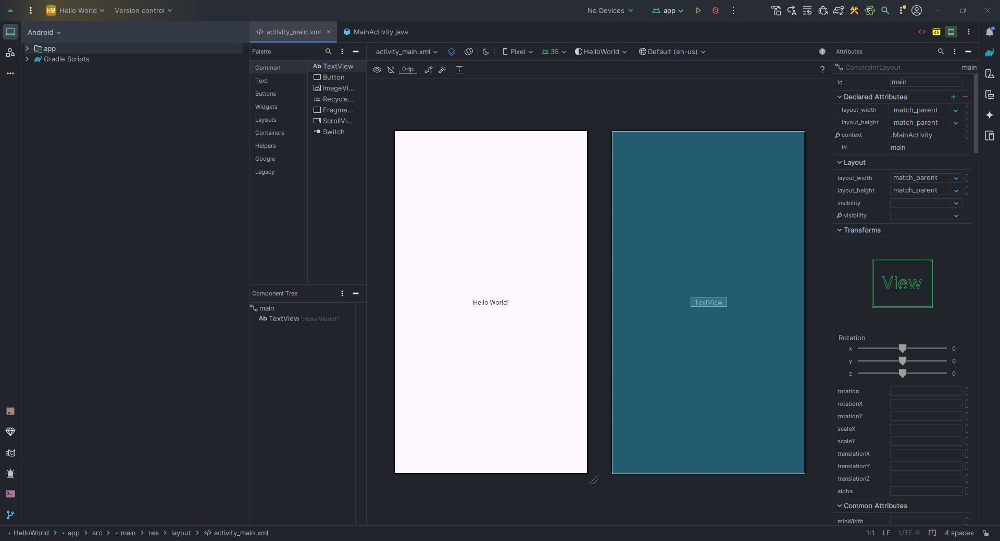 HW Hello World Version control No Devices app
Android
activity_main.xml
MainActivity.java
app
Gradle Scripts
Palette
Common
Text
Buttons
Widgets
Layouts
Containers
Helpers
Google
Legacy
Ab TextView
Button
ImageVi...
Recycle...
Fragme...
ScrollVi...
Switch
Component Tree
main
Ab TextView "Hello World!"
activity_main.xml Pixel 35 HelloWorld Default (en-us)
0dp ?
Hello World!
TextView
Attributes
ConstraintLayout main
id main
Declared Attributes
layout_width match_parent
layout_height match_parent
context .MainActivity
id main
Layout
layout_width match_parent
layout_height match_parent
visibility
visibility
Transforms
View
Rotation
x 0
y 0
z 0
rotation
rotationX
rotationY
scaleX
scaleY
translationX
translationY
translationZ
alpha
Common Attributes
minWidth
HelloWorld app src main res layout activity_main.xml
1:1 LF UTF-8 4 spaces